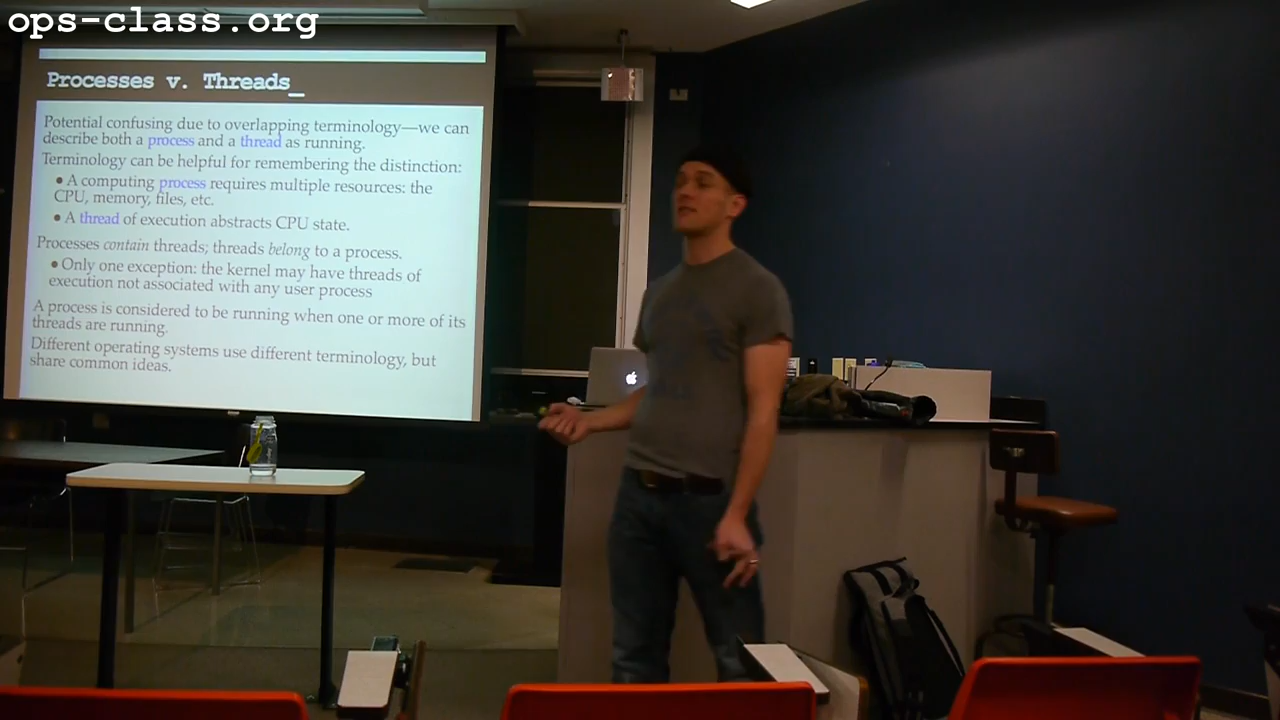 ops-class.org
Processes v. Threads_
Potential confusing due to overlapping terminology—we can
describe both a process and a thread as running.
Terminology can be helpful for remembering the distinction:
• A computing process requires multiple resources: the
CPU, memory, files, etc.
• A thread of execution abstracts CPU state.
Processes contain threads; threads belong to a process.
• Only one exception: the kernel may have threads of
execution not associated with any user process
A process is considered to be running when one or more of its
threads are running.
Different operating systems use different terminology, but
share common ideas.